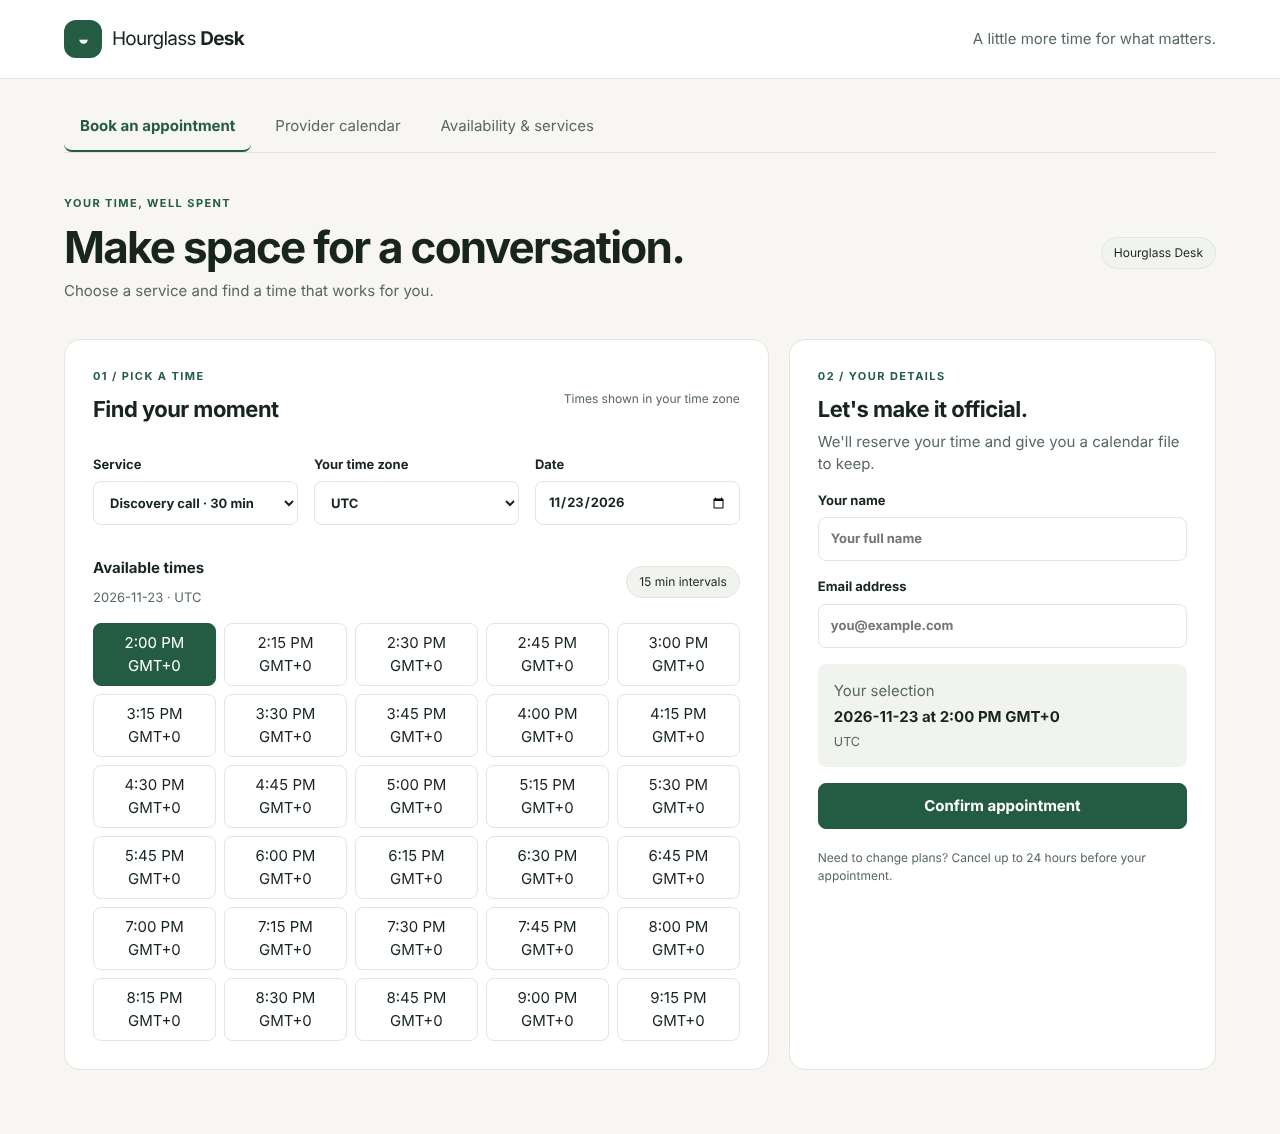 Hourglass Desk
A little more time for what matters.
Book an appointment
Provider calendar
Availability & services
YOUR TIME, WELL SPENT
Make space for a conversation.
Choose a service and find a time that works for you.
Hourglass Desk
01 / PICK A TIME
Find your moment
Times shown in your time zone
Service
Your time zone
Date
Discovery call · 30 min
UTC
11/23/2026
Available times
2026-11-23 · UTC
15 min intervals
2:00 PM
GMT+0
2:15 PM
GMT+0
2:30 PM
GMT+0
2:45 PM
GMT+0
3:00 PM
GMT+0
3:15 PM
GMT+0
3:30 PM
GMT+0
3:45 PM
GMT+0
4:00 PM
GMT+0
4:15 PM
GMT+0
4:30 PM
GMT+0
4:45 PM
GMT+0
5:00 PM
GMT+0
5:15 PM
GMT+0
5:30 PM
GMT+0
5:45 PM
GMT+0
6:00 PM
GMT+0
6:15 PM
GMT+0
6:30 PM
GMT+0
6:45 PM
GMT+0
7:00 PM
GMT+0
7:15 PM
GMT+0
7:30 PM
GMT+0
7:45 PM
GMT+0
8:00 PM
GMT+0
8:15 PM
GMT+0
8:30 PM
GMT+0
8:45 PM
GMT+0
9:00 PM
GMT+0
9:15 PM
GMT+0
02 / YOUR DETAILS
Let's make it official.
We'll reserve your time and give you a calendar file
to keep.
Your name
Your full name
Email address
you@example.com
Your selection
2026-11-23 at 2:00 PM GMT+0
UTC
Confirm appointment
Need to change plans? Cancel up to 24 hours before your
appointment.